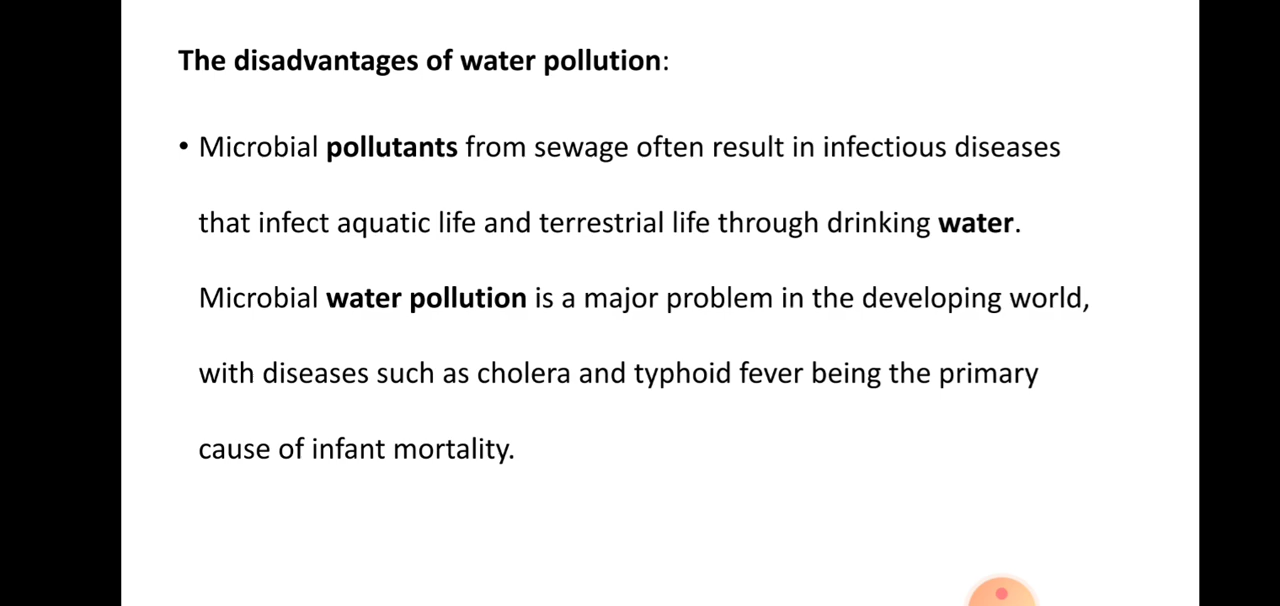 The disadvantages of water pollution:
• Microbial pollutants from sewage often result in infectious diseases
that infect aquatic life and terrestrial life through drinking water.
Microbial water pollution is a major problem in the developing world,
with diseases such as cholera and typhoid fever being the primary
cause of infant mortality.